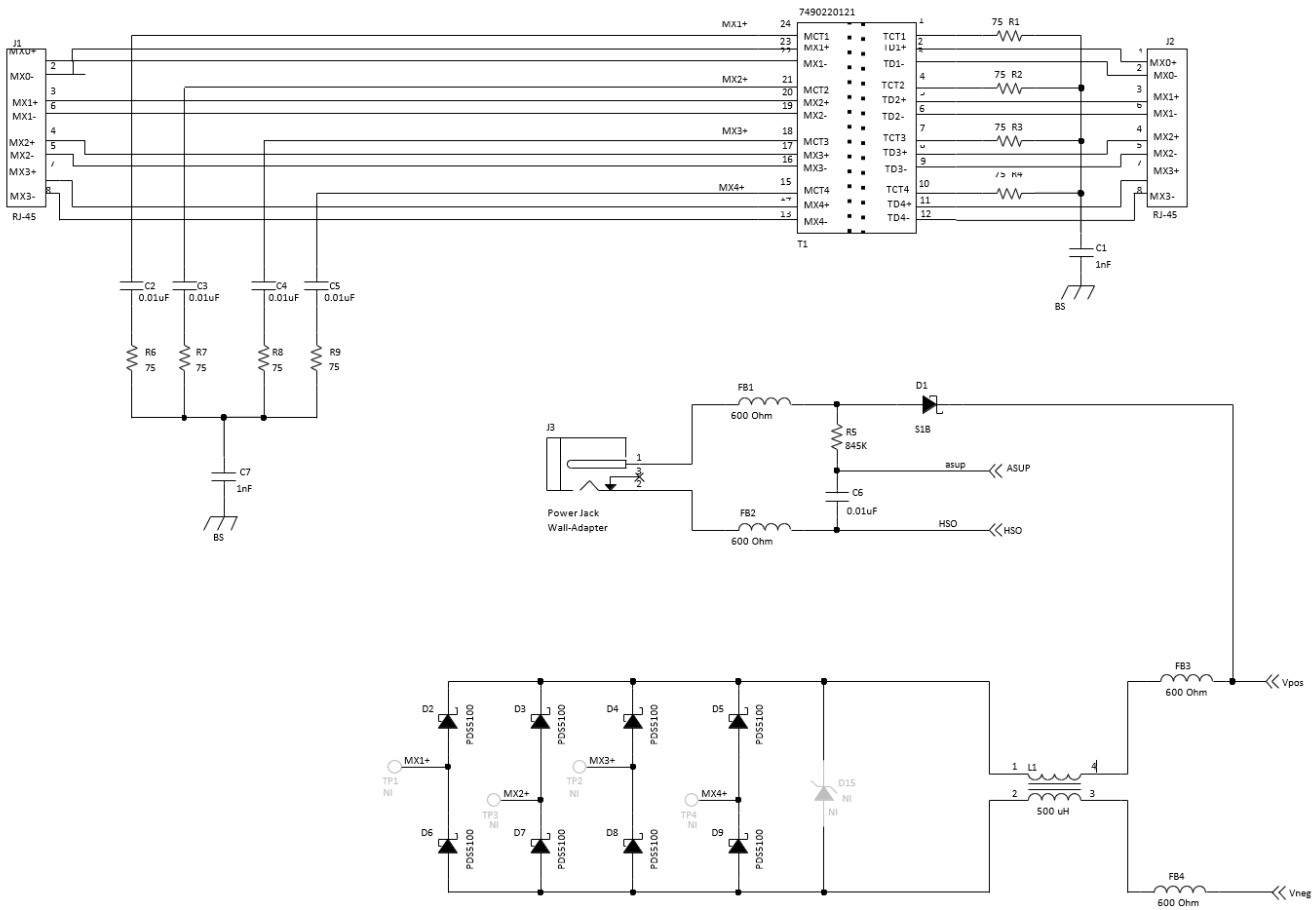 7490220121
J1
MX0+
2
MX0-
3
MX1+
6
MX1-
4
MX2+
5
MX2-
MX3+
8
MX3-
RJ-45
MX1+
24
23
MX2+
21
20
19
MX3+
18
17
16
MX4+
15
13
MCT1
MX1+
MX1-
MCT2
MX2+
MX2-
MCT3
MX3+
MX3-
MCT4
MX4+
MX4-
T1
TCT1
TD1+
TD1-
TCT2
TD2+
TD2-
TCT3
TD3+
TD3-
TCT4
TD4+
TD4-
1
2
4
6
7
9
10
11
12
75 R1
75 R2
75 R3
75 R4
J2
MX0+
2
MX0-
3
MX1+
6
MX1-
4
MX2+
5
MX2-
MX3+
8
MX3-
RJ-45
C1
1nF
BS
C2
0.01uF
C3
0.01uF
C4
0.01uF
C5
0.01uF
R6
75
R7
75
R8
75
R9
75
C7
1nF
BS
J3
1
3
2
Power Jack
Wall-Adapter
FB1
600 Ohm
D1
S1B
R5
845K
asup
ASUP
C6
0.01uF
FB2
600 Ohm
HSO
HSO
D2
PDS5100
D3
PDS5100
D4
PDS5100
D5
PDS5100
MX1+
TP1
NI
MX2+
TP3
NI
MX3+
TP2
NI
MX4+
TP4
NI
D15
NI
NI
D6
PDS5100
D7
PDS5100
D8
PDS5100
D9
PDS5100
1
L1
4
2
3
500 uH
FB3
600 Ohm
Vpos
FB4
600 Ohm
Vneg